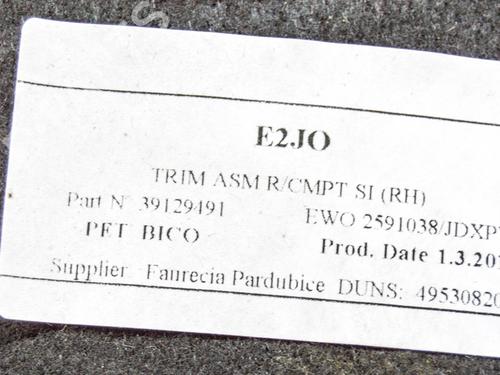 E2JO
TRIM ASM R/CMPT SI (RH)
Part N° 39129491
EWO 2591038/JDXP
PET BICO
Prod. Date 1.3.20
Supplier Faurecia Pardubice DUNS: 49530820